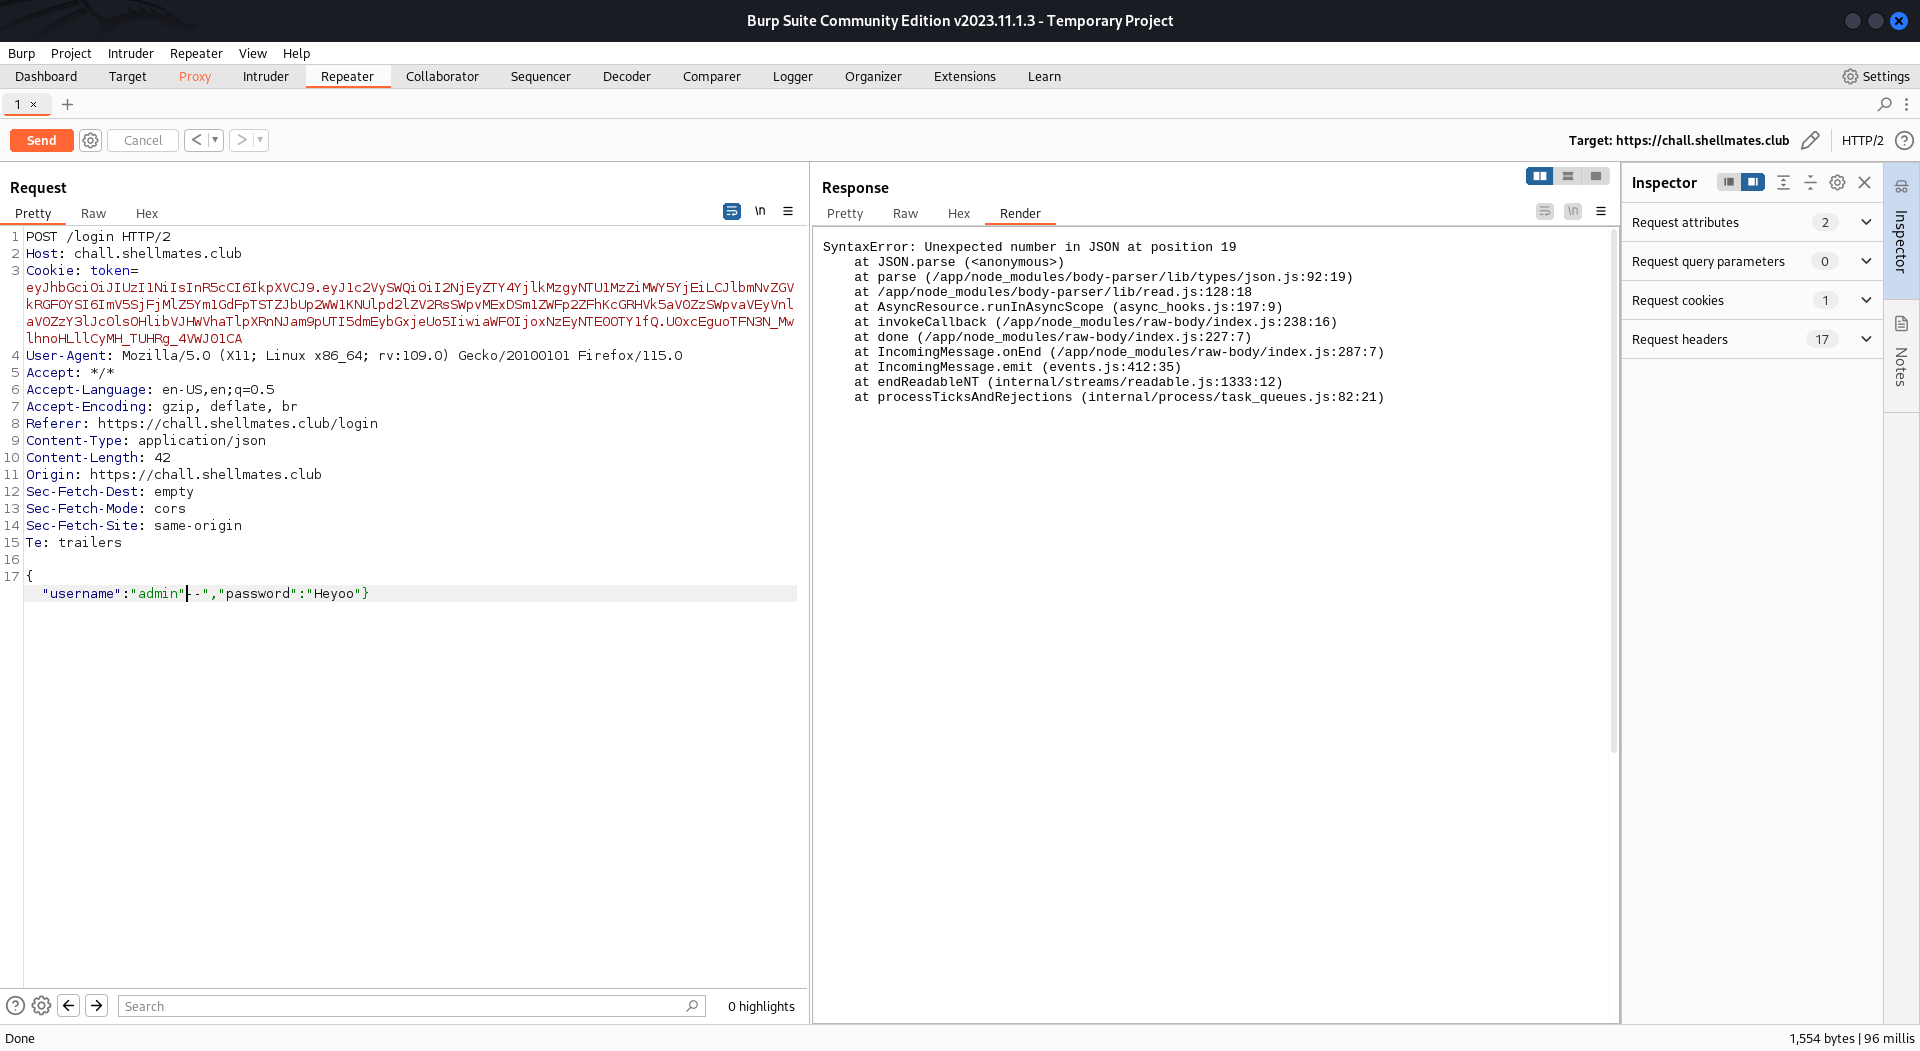 Burp Suite Community Edition v2023.11.1.3 - Temporary Project
Burp Project Intruder Repeater View Help
Dashboard Target Proxy Intruder Repeater Collaborator Sequencer Decoder Comparer Logger Organizer Extensions Learn Settings
1 × +
Send Cancel < > Target: https://chall.shellmates.club HTTP/2
Request
Pretty Raw Hex \n
1 POST /login HTTP/2
2 Host: chall.shellmates.club
3 Cookie: token=
eyJhbGciOiJIUzI1NiIsInR5cCI6IkpXVCJ9.eyJ1c2VySWQiOiI2NjEyZTY4YjlkMzgyNTU1MzZiMWY5YjEiLCJlbmNvZGV
kRGF0YSI6ImV5SjFjMlZ5Ym1GdFpTSTZJbUp2WW1KNUlpd2lZV2RsSWpvMExDSm1ZWFp2ZFhKcGRHVk5aV0ZzSWpvaVEyVnl
aV0ZzY3lJc0lsOHlibVJHWVhaTlpXRnNJam9pUTI5dmEybGxjeUo5IiwiaWF0IjoxNzEyNTE0OTY1fQ.U0xcEguoTFN3N_Mw
lhnoHLllCyMH_TUHRg_4VWJ01CA
4 User-Agent: Mozilla/5.0 (X11; Linux x86_64; rv:109.0) Gecko/20100101 Firefox/115.0
5 Accept: */*
6 Accept-Language: en-US,en;q=0.5
7 Accept-Encoding: gzip, deflate, br
8 Referer: https://chall.shellmates.club/login
9 Content-Type: application/json
10 Content-Length: 42
11 Origin: https://chall.shellmates.club
12 Sec-Fetch-Dest: empty
13 Sec-Fetch-Mode: cors
14 Sec-Fetch-Site: same-origin
15 Te: trailers
16
17 {
"username":"admin"--","password":"Heyoo"}
Search 0 highlights
Response
Pretty Raw Hex Render \n
SyntaxError: Unexpected number in JSON at position 19
at JSON.parse (<anonymous>)
at parse (/app/node_modules/body-parser/lib/types/json.js:92:19)
at /app/node_modules/body-parser/lib/read.js:128:18
at AsyncResource.runInAsyncScope (async_hooks.js:197:9)
at invokeCallback (/app/node_modules/raw-body/index.js:238:16)
at done (/app/node_modules/raw-body/index.js:227:7)
at IncomingMessage.onEnd (/app/node_modules/raw-body/index.js:287:7)
at IncomingMessage.emit (events.js:412:35)
at endReadableNT (internal/streams/readable.js:1333:12)
at processTicksAndRejections (internal/process/task_queues.js:82:21)
Inspector
Request attributes 2
Request query parameters 0
Request cookies 1
Request headers 17
Inspector
Notes
Done 1,554 bytes | 96 millis